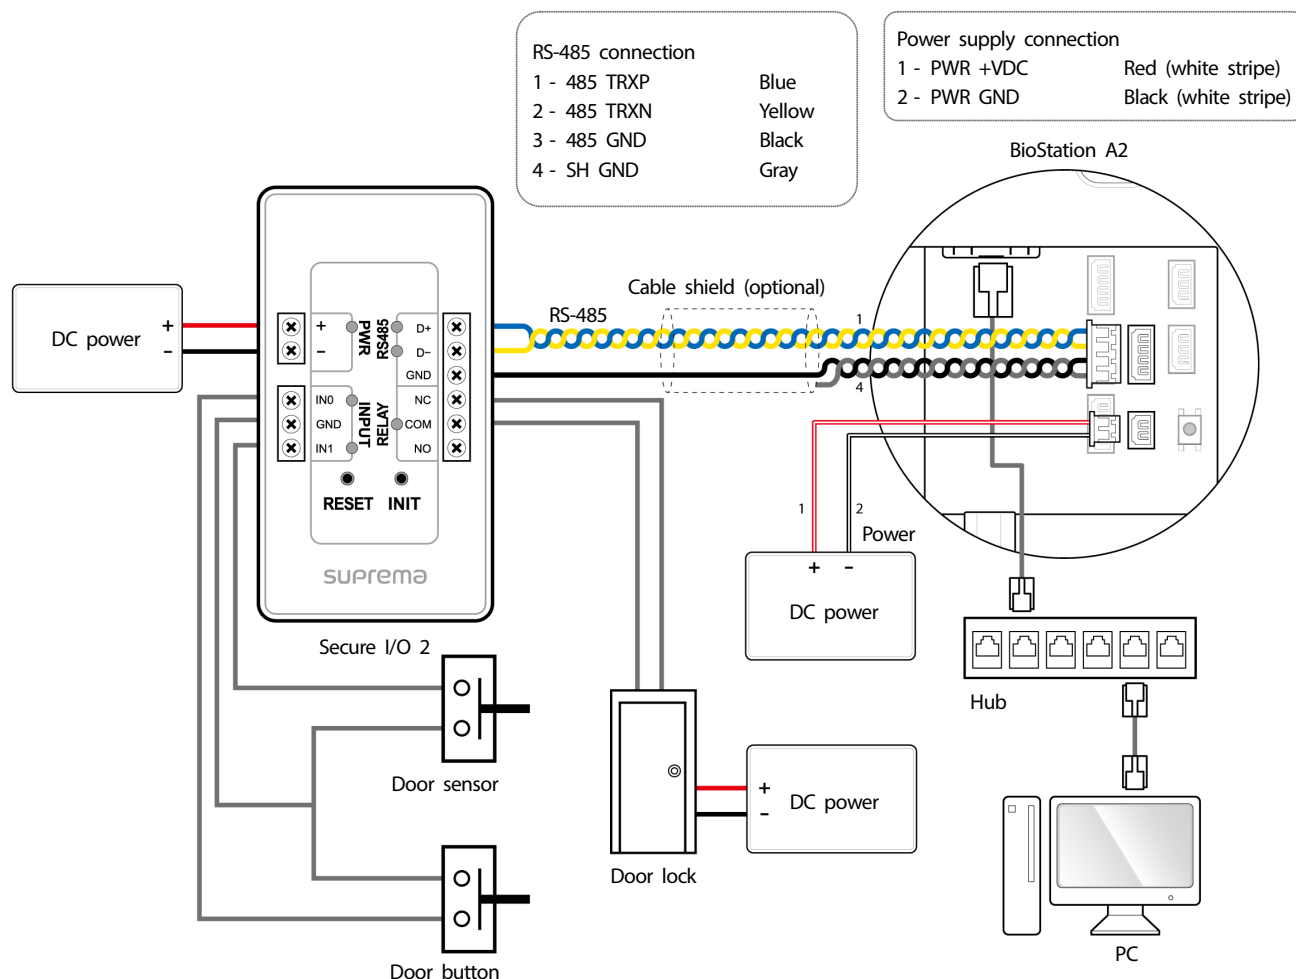 RS-485 connection
1 - 485 TRXP Blue
2 - 485 TRXN Yellow
3 - 485 GND Black
4 - SH GND Gray
Power supply connection
1 - PWR +VDC Red (white stripe)
2 - PWR GND Black (white stripe)
BioStation A2
Cable shield (optional)
RS-485
1
4
DC power
+
−
+
−
PWR
RS485
D+
D−
GND
IN0
GND
IN1
INPUT
RELAY
NC
COM
NO
RESET INIT
suprema
Secure I/O 2
1
2
Power
+ −
DC power
Hub
Door sensor
Door lock
+
−
DC power
Door button
PC